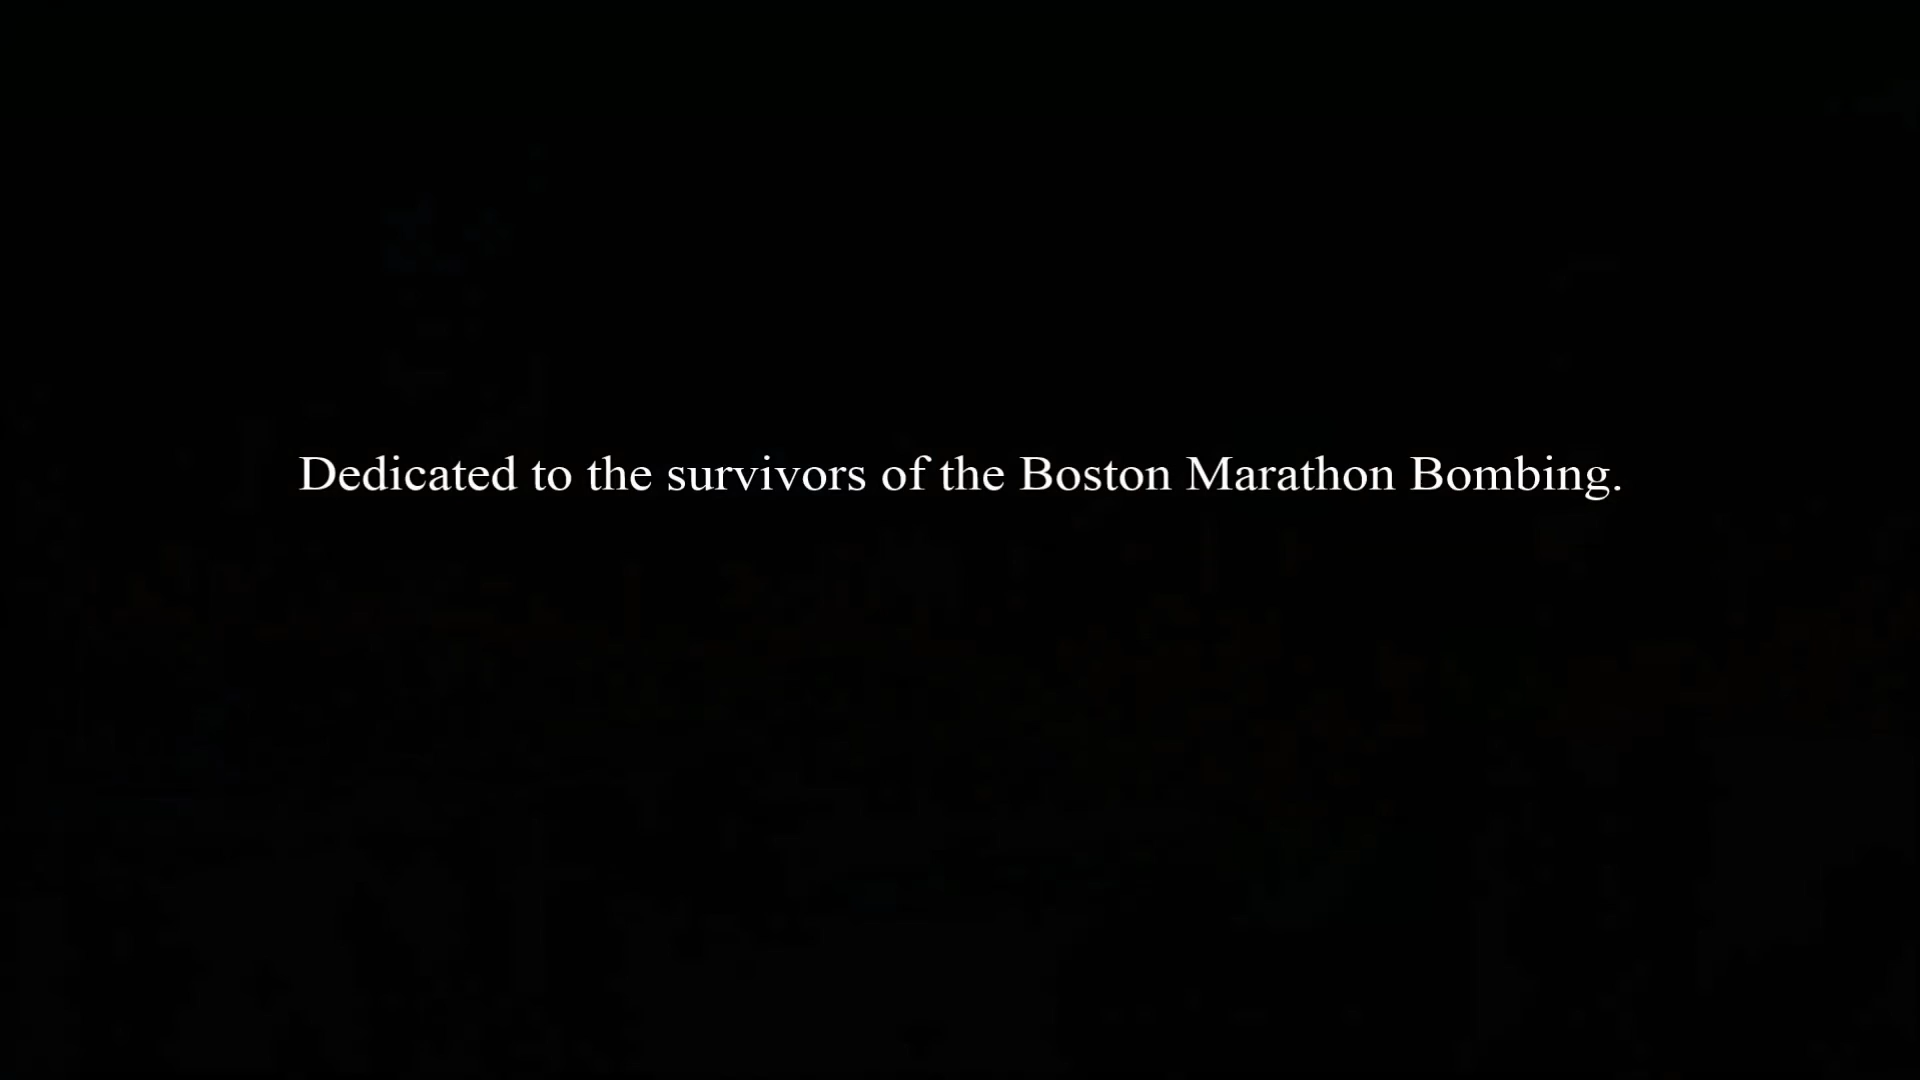 Dedicated to the survivors of the Boston Marathon Bombing.